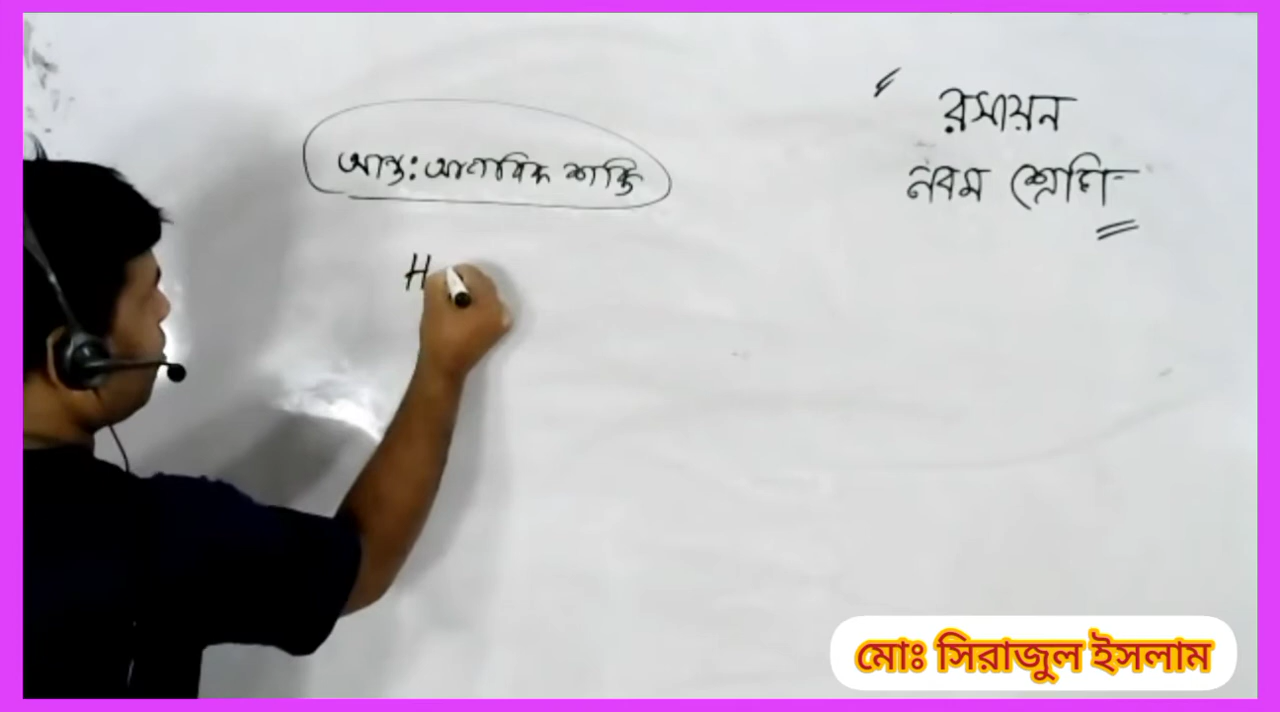 আন্তঃআণবিক শক্তি
"রসায়ন
নবম শ্রেণি"
H
মোঃ সিরাজুল ইসলাম